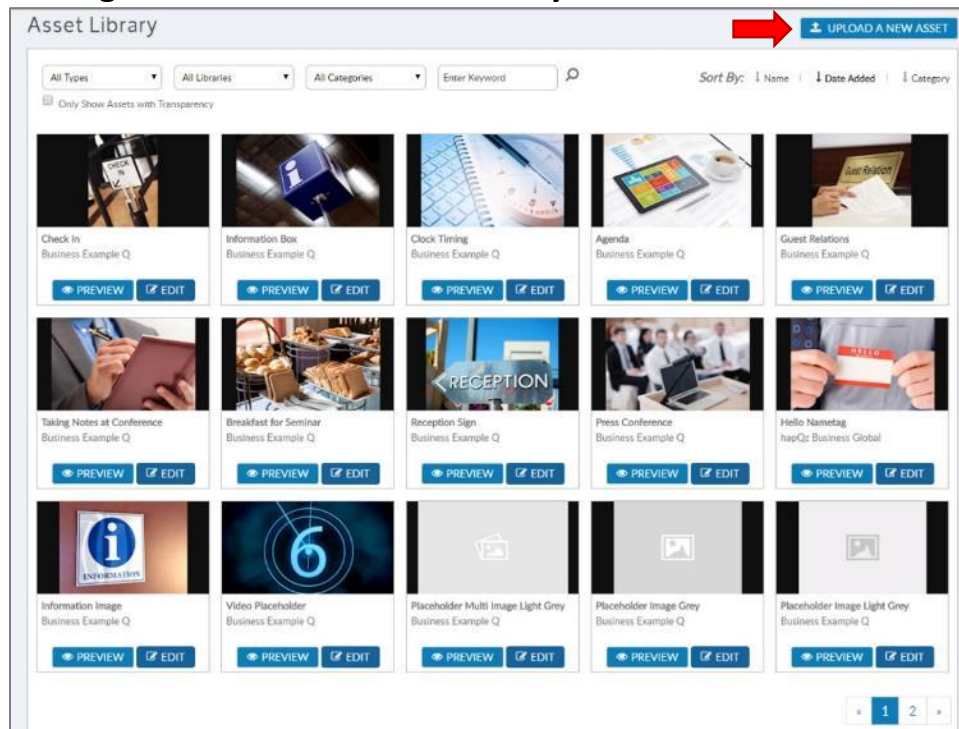 Asset Library
UPLOAD A NEW ASSET
All Types
All Libraries
All Categories
Enter Keyword
Sort By: Name | Date Added | Category
Only Show Assets with Transparency
CHECK IN
i
Guest Relation
Check In
Information Box
Clock Timing
Agenda
Guest Relations
Business Example Q
Business Example Q
Business Example Q
Business Example Q
Business Example Q
PREVIEW EDIT
PREVIEW EDIT
PREVIEW EDIT
PREVIEW EDIT
PREVIEW EDIT
RECEPTION
HELLO
Taking Notes at Conference
Breakfast for Seminar
Reception Sign
Press Conference
Hello Nametag
Business Example Q
Business Example Q
Business Example Q
Business Example Q
hapQz Business Global
PREVIEW EDIT
PREVIEW EDIT
PREVIEW EDIT
PREVIEW EDIT
PREVIEW EDIT
i
INFORMATION
6
Information Image
Video Placeholder
Placeholder Multi Image Light Grey
Placeholder Image Grey
Placeholder Image Light Grey
Business Example Q
Business Example Q
Business Example Q
Business Example Q
Business Example Q
PREVIEW EDIT
PREVIEW EDIT
PREVIEW EDIT
PREVIEW EDIT
PREVIEW EDIT
« 1 2 »